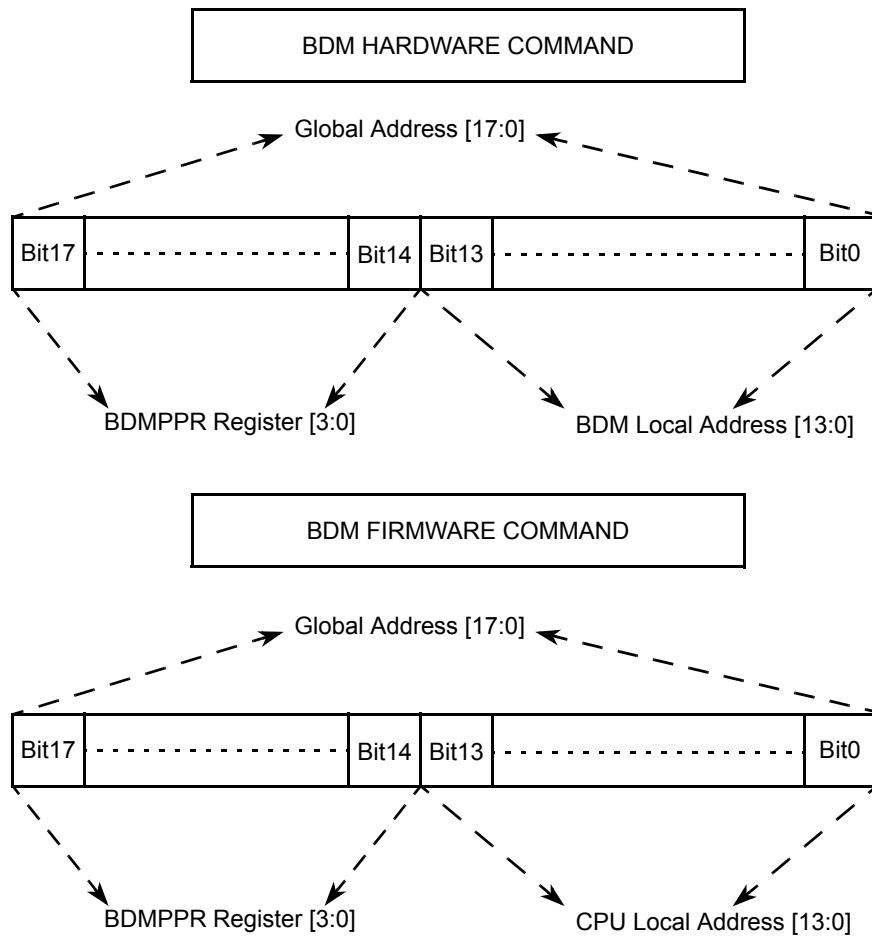 BDM HARDWARE COMMAND
Global Address [17:0]
Bit17 Bit14 Bit13 Bit0
BDMPPR Register [3:0] BDM Local Address [13:0]
BDM FIRMWARE COMMAND
Global Address [17:0]
Bit17 Bit14 Bit13 Bit0
BDMPPR Register [3:0] CPU Local Address [13:0]